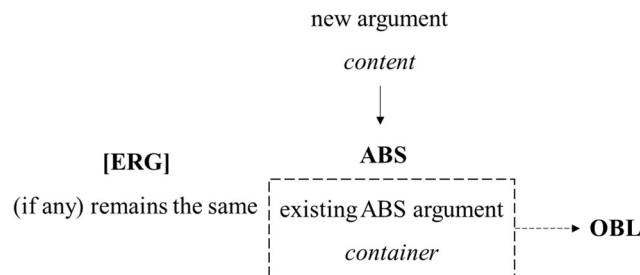 new argument
content
[ERG]
ABS
(if any) remains the same
existing ABS argument
OBL
container